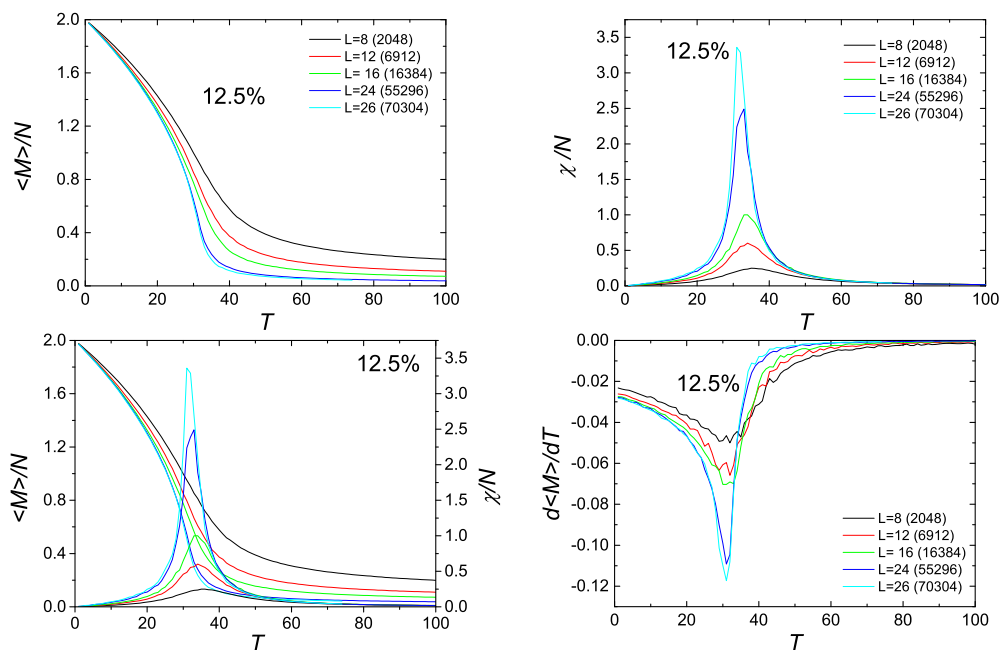 2.0
1.6
1.2
0.8
0.4
0.0
<M>/N
0 20 40 60 80 100
T
12.5%
L=8 (2048)
L=12 (6912)
L= 16 (16384)
L=24 (55296)
L=26 (70304)
3.5
3.0
2.5
2.0
1.5
1.0
0.5
0.0
χ/N
0 20 40 60 80 100
T
12.5%
L=8 (2048)
L=12 (6912)
L= 16 (16384)
L=24 (55296)
L=26 (70304)
2.0
1.6
1.2
0.8
0.4
0.0
<M>/N
0 20 40 60 80 100
T
12.5%
3.5
3.0
2.5
2.0
1.5
1.0
0.5
0.0
χ/N
0.00
-0.02
-0.04
-0.06
-0.08
-0.10
-0.12
d<M>/dT
0 20 40 60 80 100
T
12.5%
L=8 (2048)
L=12 (6912)
L= 16 (16384)
L=24 (55296)
L=26 (70304)